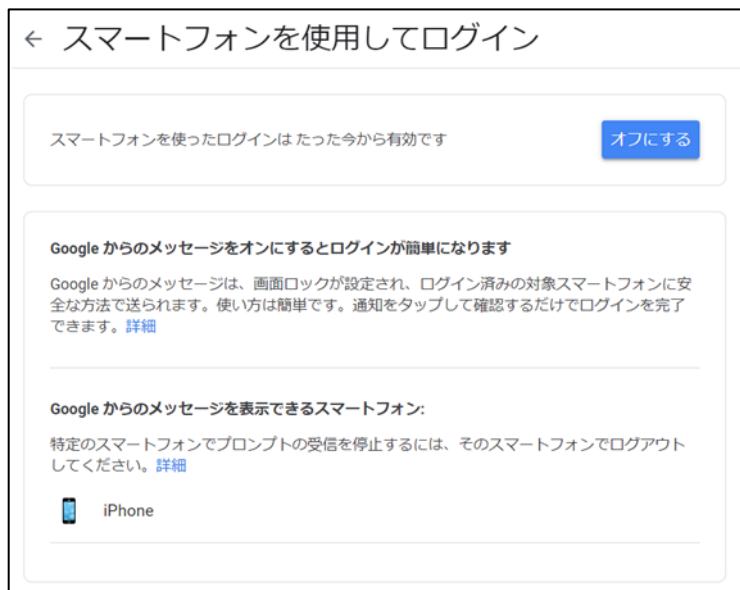 ← スマートフォンを使用してログイン
スマートフォンを使ったログインは たった今から有効です
オフにする
Google からのメッセージをオンにするとログインが簡単になります
Google からのメッセージは、画面ロックが設定され、ログイン済みの対象スマートフォンに安
全な方法で送られます。使い方は簡単です。通知をタップして確認するだけでログインを完了
できます。詳細
Google からのメッセージを表示できるスマートフォン:
特定のスマートフォンでプロンプトの受信を停止するには、そのスマートフォンでログアウト
してください。詳細
iPhone